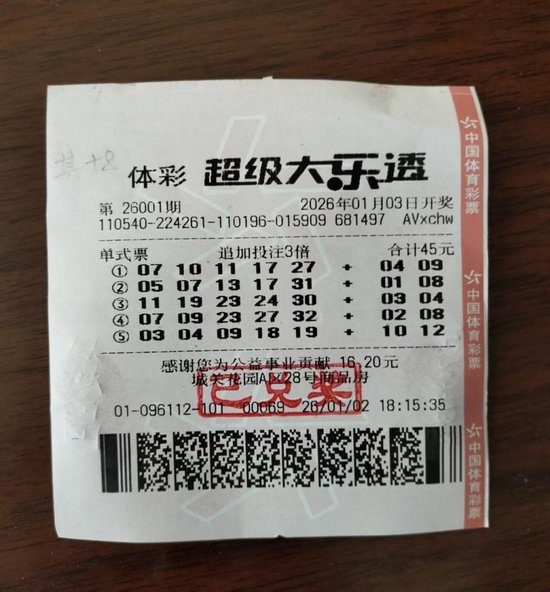 体彩 超级大乐透
第 26001期 2026年01月03日开奖
110540-224261-110196-015909 681497 AVxchw
单式票 追加投注3倍 合计45元
① 07 10 11 17 27 + 04 09
② 05 07 13 17 31 + 01 08
③ 11 19 23 24 30 + 03 04
④ 07 09 23 27 32 + 02 08
⑤ 03 04 09 18 19 + 10 12
感谢您为公益事业贡献 16.20元
城关花园A区28号商品房
已兑奖
01-096112-101 00069 26/01/02 18:15:35
中国体育彩票
中国体育彩票
中国体育彩票